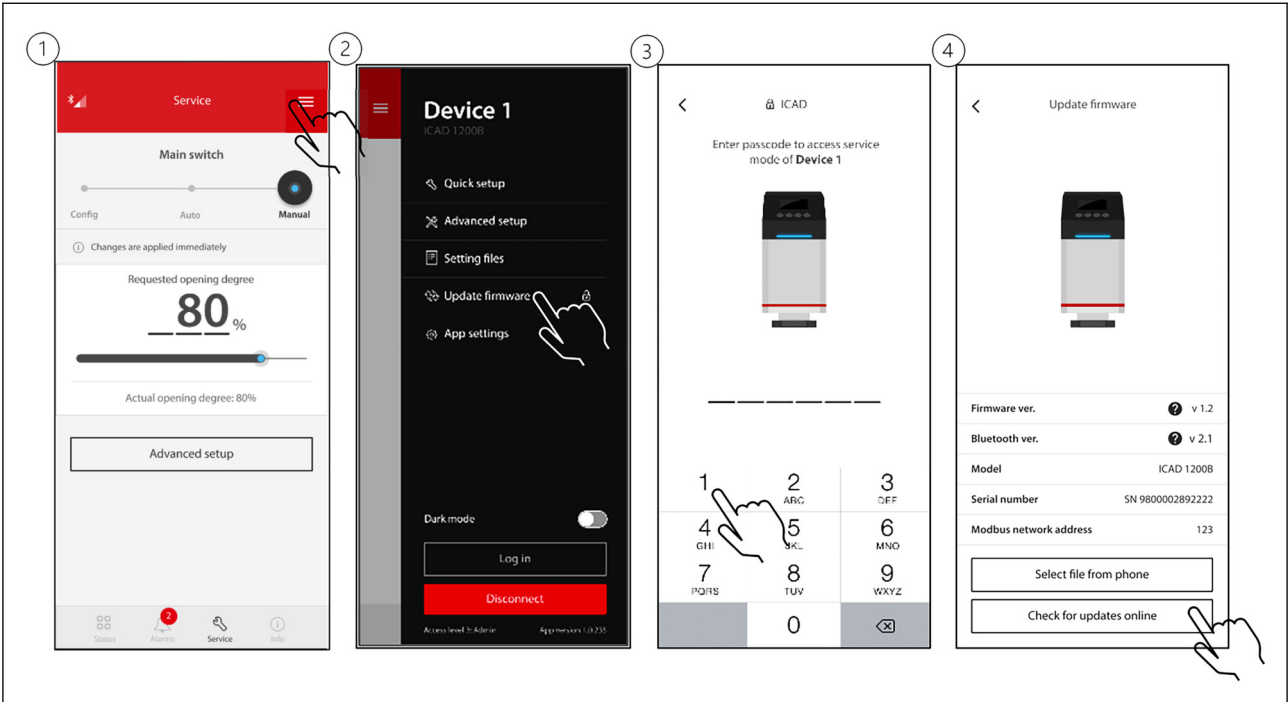 1
Service
Main switch
Config Auto Manual
Changes are applied immediately
Requested opening degree
80 %
Actual opening degree: 80%
Advanced setup
2
Status Alarms Service Info
2
Device 1
ICAD 1200B
Quick setup
Advanced setup
Setting files
Update firmware
App settings
Dark mode
Log in
Disconnect
Access level 3: Admin App version 1.0.235
3
ICAD
Enter passcode to access service
mode of Device 1
1 2 3
ABC DEF
4 5 6
GHI JKL MNO
7 8 9
PQRS TUV WXYZ
0
4
Update firmware
Firmware ver. ? v 1.2
Bluetooth ver. ? v 2.1
Model ICAD 1200B
Serial number SN 9800002892222
Modbus network address 123
Select file from phone
Check for updates online